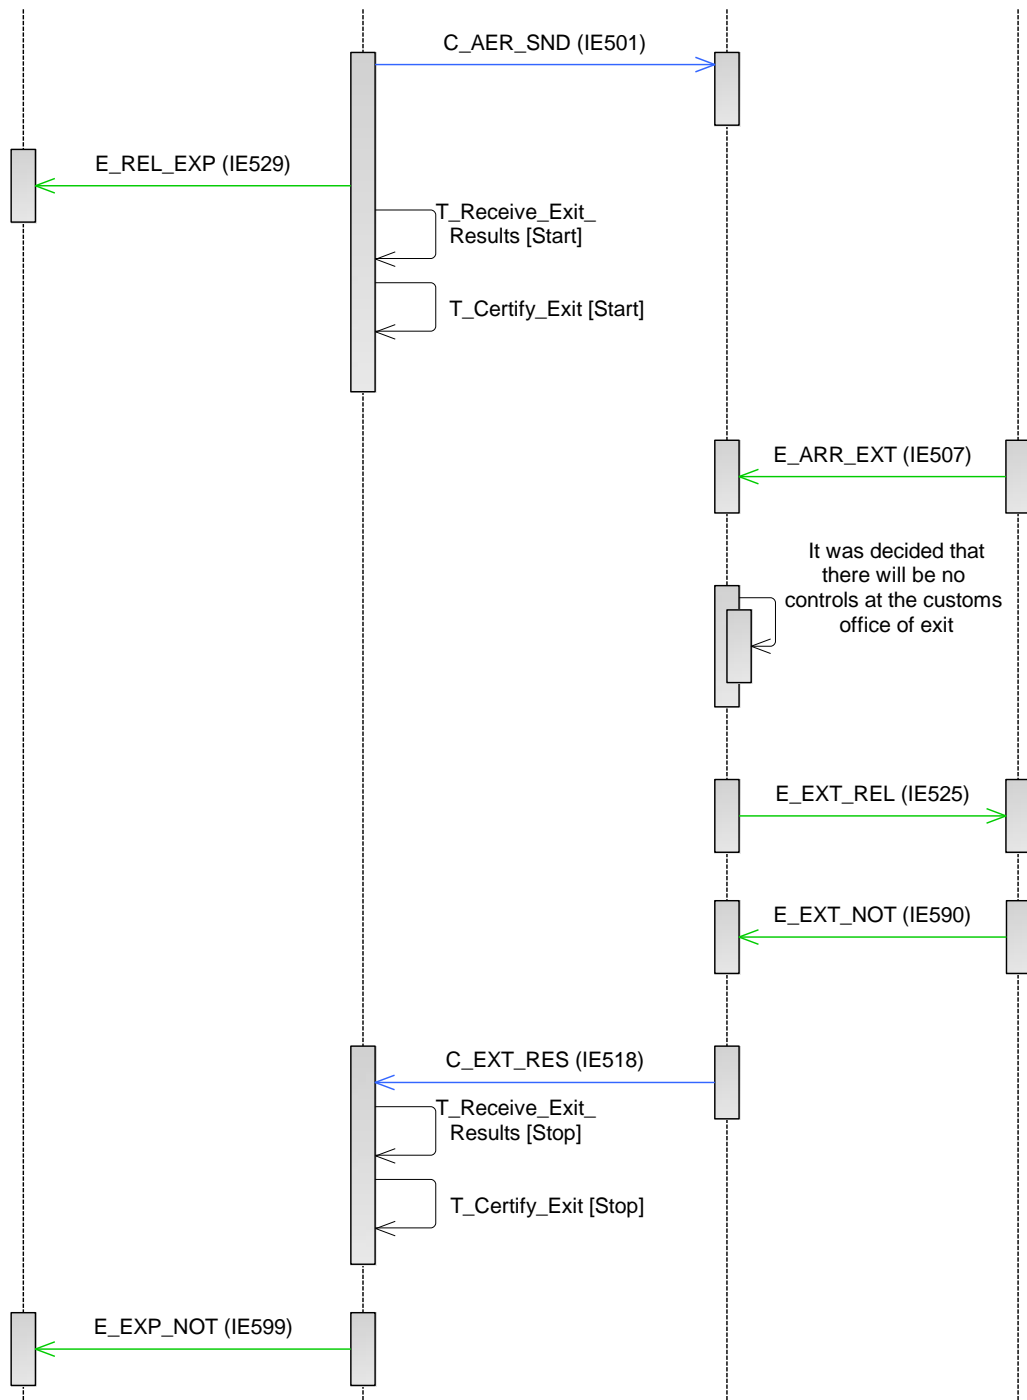 C_AER_SND (IE501)
E_REL_EXP (IE529)
T_Receive_Exit_
Results [Start]
T_Certify_Exit [Start]
E_ARR_EXT (IE507)
It was decided that
there will be no
controls at the customs
office of exit
E_EXT_REL (IE525)
E_EXT_NOT (IE590)
C_EXT_RES (IE518)
T_Receive_Exit_
Results [Stop]
T_Certify_Exit [Stop]
E_EXP_NOT (IE599)